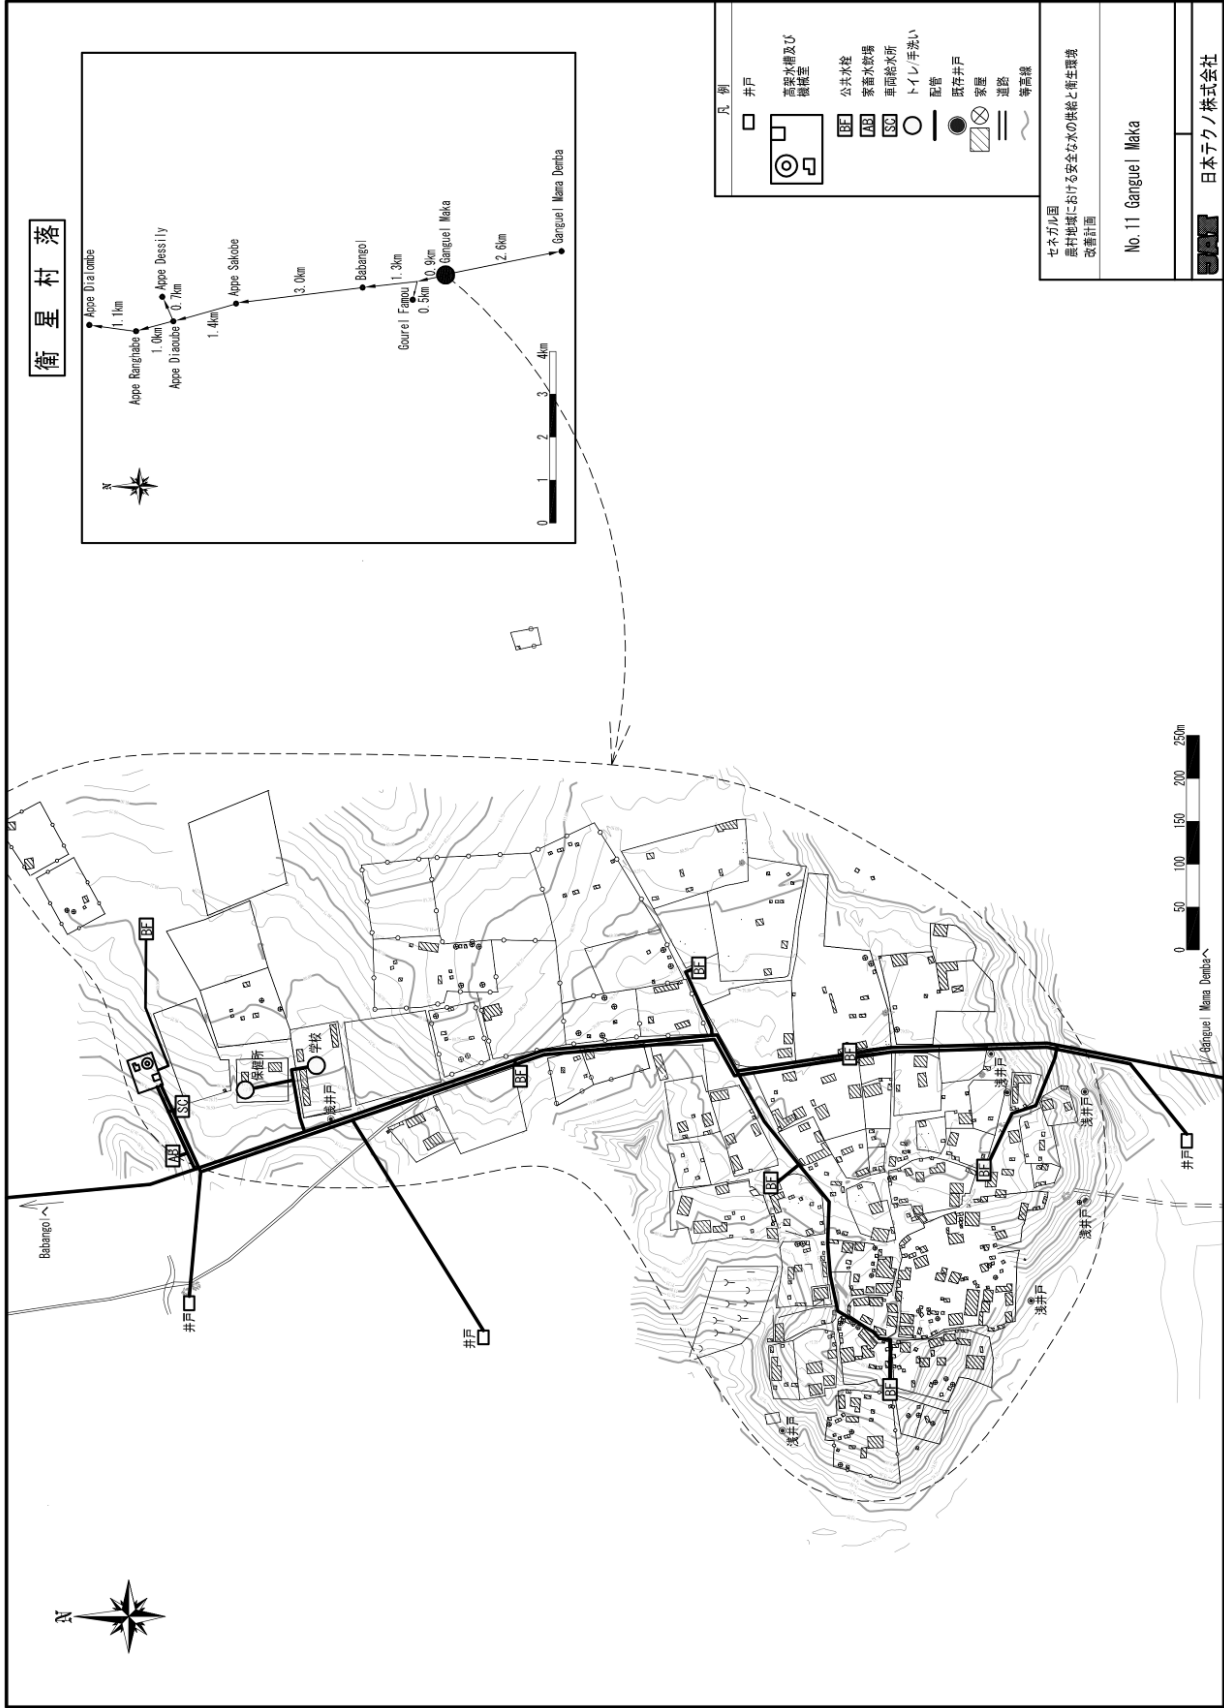 衛星村落
N
Appe Dialombe
1.1km
Appe Ranghabe
Appe Dessily
1.0km
0.7km
Appe Diaoube
1.4km
Appe Sakobe
3.0km
Babangol
1.3km
Gourel Famou
0.5km
0.9km
Ganguel Maka
2.6km
Ganguel Mama Demba
0 1 2 3 4km
凡 例
井戸
高架水槽及び
機械室
BF 公共水栓
AB 家畜水飲場
SC 車両給水所
トイレ/手洗い
配管
既存井戸
家屋
道路
等高線
セネガル国
農村地域における安全な水の供給と衛生環境
改善計画
No.11 Ganguel Maka
JAT 日本テクノ株式会社
N
Babangolへ
BF
SC
AB
保健所
学校
浅井戸
井戸
井戸
BF
BF
BF
BF
BF
BF
浅井戸
浅井戸
浅井戸
浅井戸
浅井戸
井戸
Ganguel Mama Dembaへ
0 50 100 150 200 250m